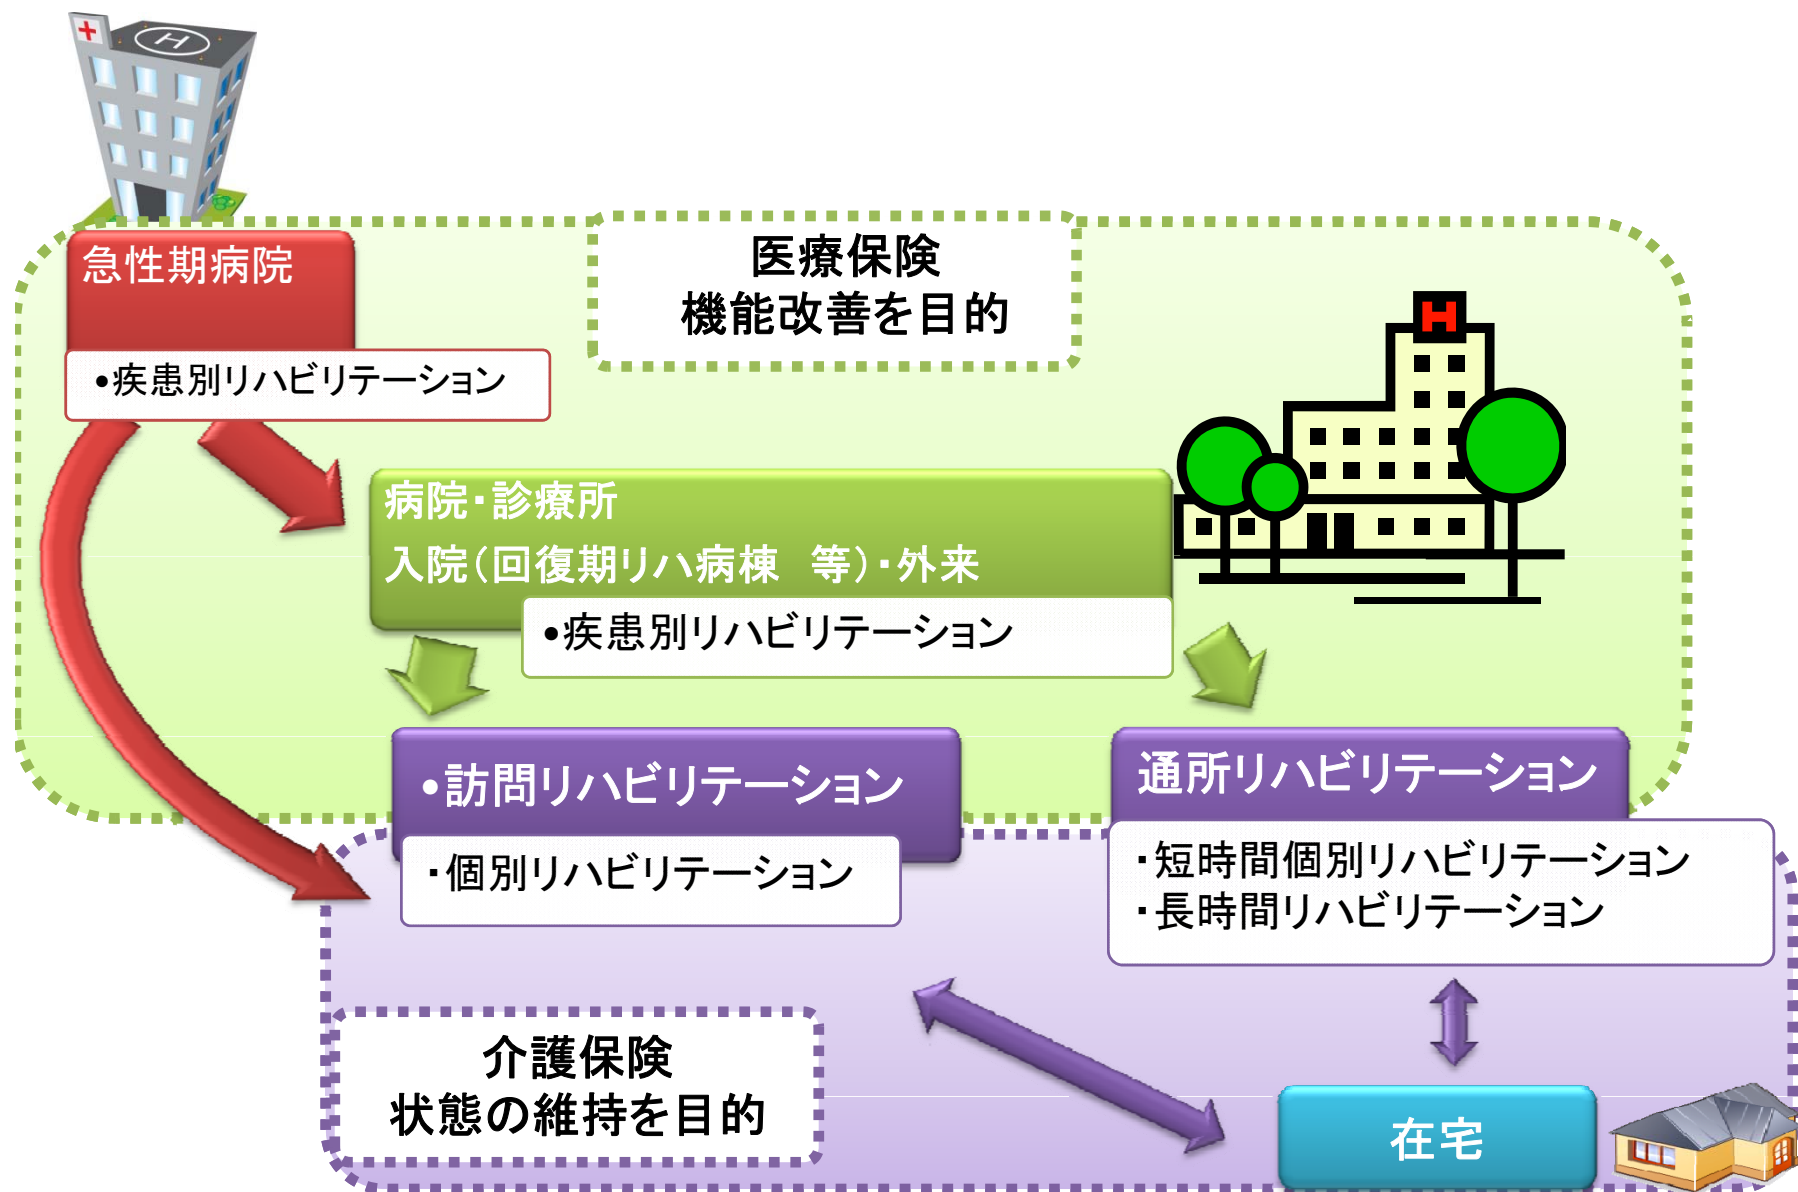 H
医療保険
機能改善を目的
急性期病院
•疾患別リハビリテーション
H
病院・診療所
入院(回復期リハ病棟　等)・外来
•疾患別リハビリテーション
•訪問リハビリテーション
・個別リハビリテーション
通所リハビリテーション
・短時間個別リハビリテーション
・長時間リハビリテーション
介護保険
状態の維持を目的
在宅